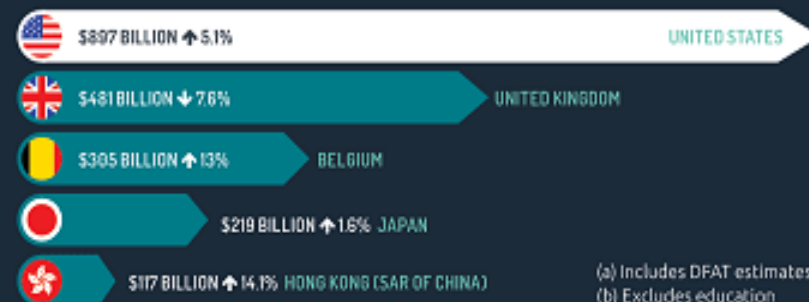 $897 BILLION ↑ 5.1% UNITED STATES
$481 BILLION ↓ 7.6% UNITED KINGDOM
$305 BILLION ↑ 13% BELGIUM
$219 BILLION ↑ 1.6% JAPAN
$117 BILLION ↑ 14.1% HONG KONG (SAR OF CHINA)
(a) Includes DFAT estimates
(b) Excludes education